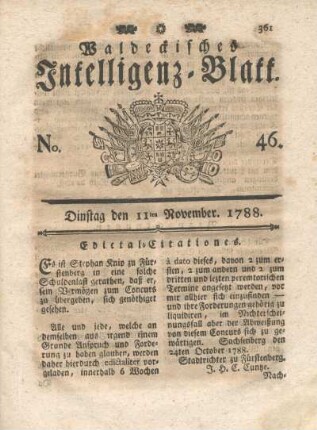 361
Waldeckisches
Intelligenz-Blatt.
No. 46.
Dinstag den 11ten November. 1788.
Edictal-Citationes.
Es ist Stephan Knip zu Für-
stenberg in eine solche
Schuldenlast gerathen, daß er,
sein Vermögen zum Concurs
zu übergeben, sich genöthiget
gesehen.
Alle und jede, welche an
demselben aus irgend einem
Grunde Anspruch und Forde-
rung zu haben glauben, werden
daher hierdurch edictaliter vor-
geladen, innerhalb 6 Wochen
à dato dieses, davon 2 zum er-
sten, 2 zum andern und 2 zum
dritten und letzten peremtorischen
Termine angesetzt werden, vor
mir allhier sich einzufinden —
und ihre Forderungen gehörig zu
liquidiren, im Nichterschei-
nungsfall aber der Abweisung
von diesem Concurs sich zu ge-
wärtigen. Sachsenberg den
24ten October 1788.
Stadtrichter zu Fürstenberg.
J. H. C. Cuntze.
Nach-